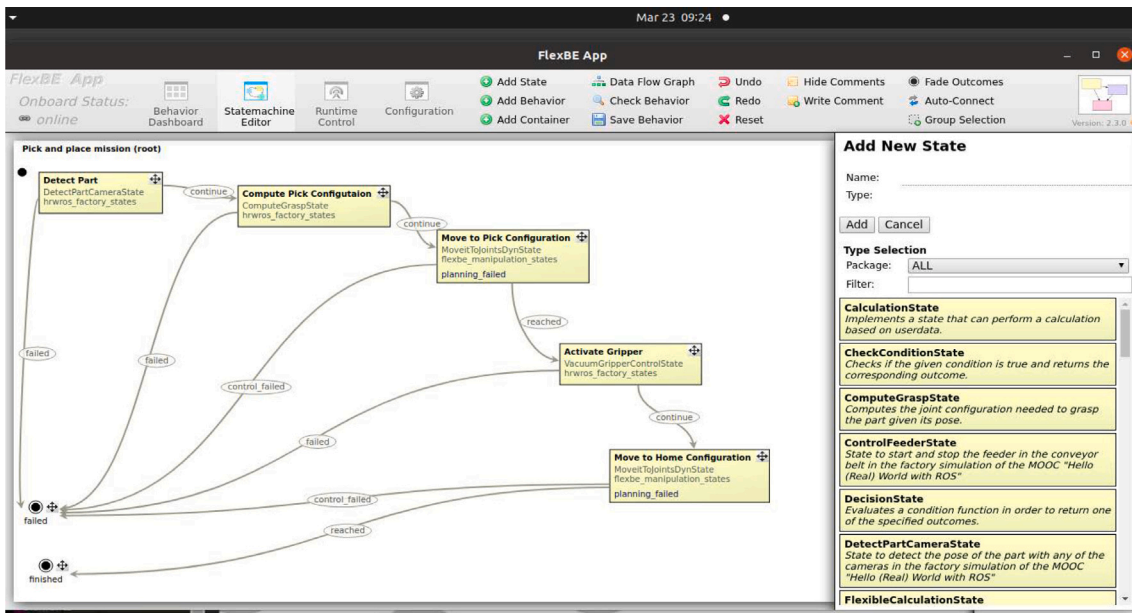 Mar 23 09:24
FlexBE App
FlexBE App
Onboard Status:
online
Behavior
Dashboard
Statemachine
Editor
Runtime
Control
Configuration
Add State
Add Behavior
Add Container
Data Flow Graph
Check Behavior
Save Behavior
Undo
Redo
Reset
Hide Comments
Write Comment
Fade Outcomes
Auto-Connect
Group Selection
Version: 2.3.0
Pick and place mission (root)
Detect Part
DetectPartCameraState
hrwros_factory_states
continue
Compute Pick Configutaion
ComputeGraspState
hrwros_factory_states
continue
Move to Pick Configuration
MoveitToJointsDynState
flexbe_manipulation_states
planning_failed
reached
Activate Gripper
VacuumGripperControlState
hrwros_factory_states
failed
failed
control_failed
continue
failed
Move to Home Configuration
MoveitToJointsDynState
flexbe_manipulation_states
planning_failed
control_failed
failed
reached
finished
Add New State
Name:
Type:
Add
Cancel
Type Selection
Package:
ALL
Filter:
CalculationState
Implements a state that can perform a calculation
based on userdata.
CheckConditionState
Checks if the given condition is true and returns the
corresponding outcome.
ComputeGraspState
Computes the joint configuration needed to grasp
the part given its pose.
ControlFeederState
State to start and stop the feeder in the conveyor
belt in the factory simulation of the MOOC "Hello
(Real) World with ROS"
DecisionState
Evaluates a condition function in order to return one
of the specified outcomes.
DetectPartCameraState
State to detect the pose of the part with any of the
cameras in the factory simulation of the MOOC
"Hello (Real) World with ROS"
FlexibleCalculationState